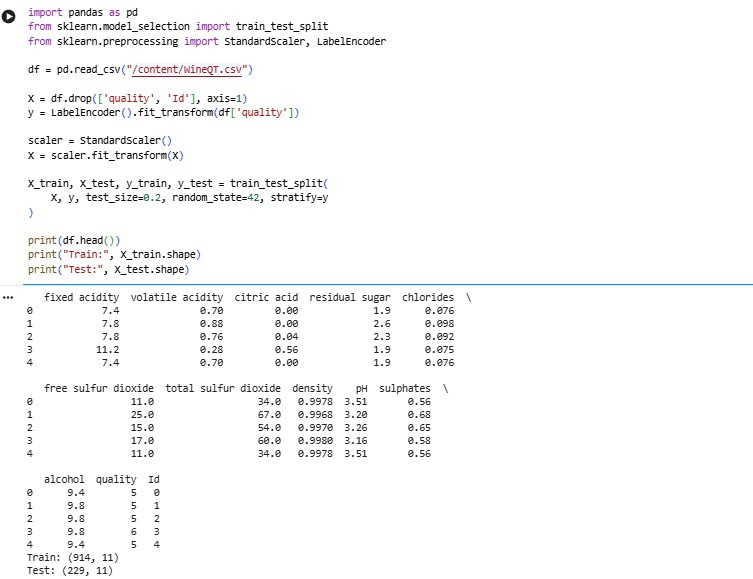 import pandas as pd
from sklearn.model_selection import train_test_split
from sklearn.preprocessing import StandardScaler, LabelEncoder
df = pd.read_csv("/content/WineQT.csv")
X = df.drop(['quality', 'Id'], axis=1)
y = LabelEncoder().fit_transform(df['quality'])
scaler = StandardScaler()
X = scaler.fit_transform(X)
X_train, X_test, y_train, y_test = train_test_split(
    X, y, test_size=0.2, random_state=42, stratify=y
)
print(df.head())
print("Train:", X_train.shape)
print("Test:", X_test.shape)
   fixed acidity  volatile acidity  citric acid  residual sugar  chlorides  \
0            7.4              0.70         0.00             1.9      0.076
1            7.8              0.88         0.00             2.6      0.098
2            7.8              0.76         0.04             2.3      0.092
3           11.2              0.28         0.56             1.9      0.075
4            7.4              0.70         0.00             1.9      0.076
   free sulfur dioxide  total sulfur dioxide  density    pH  sulphates  \
0                 11.0                  34.0   0.9978  3.51       0.56
1                 25.0                  67.0   0.9968  3.20       0.68
2                 15.0                  54.0   0.9970  3.26       0.65
3                 17.0                  60.0   0.9980  3.16       0.58
4                 11.0                  34.0   0.9978  3.51       0.56
   alcohol  quality  Id
0      9.4        5   0
1      9.8        5   1
2      9.8        5   2
3      9.8        6   3
4      9.4        5   4
Train: (914, 11)
Test: (229, 11)